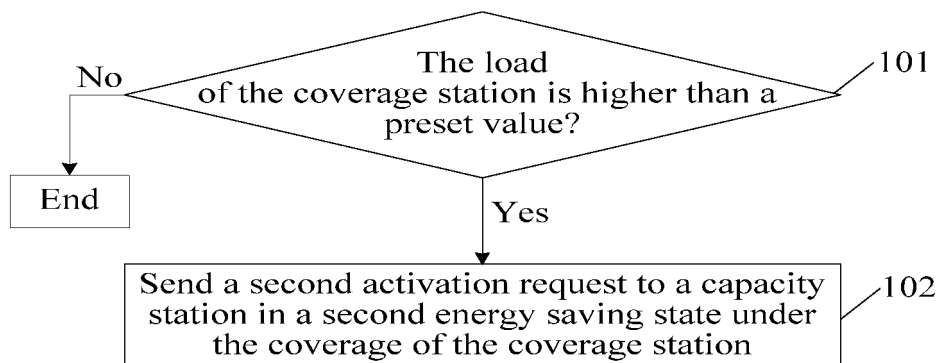 The load
of the coverage station is higher than a
preset value?
101
No
End
Yes
Send a second activation request to a capacity
station in a second energy saving state under
the coverage of the coverage station
102